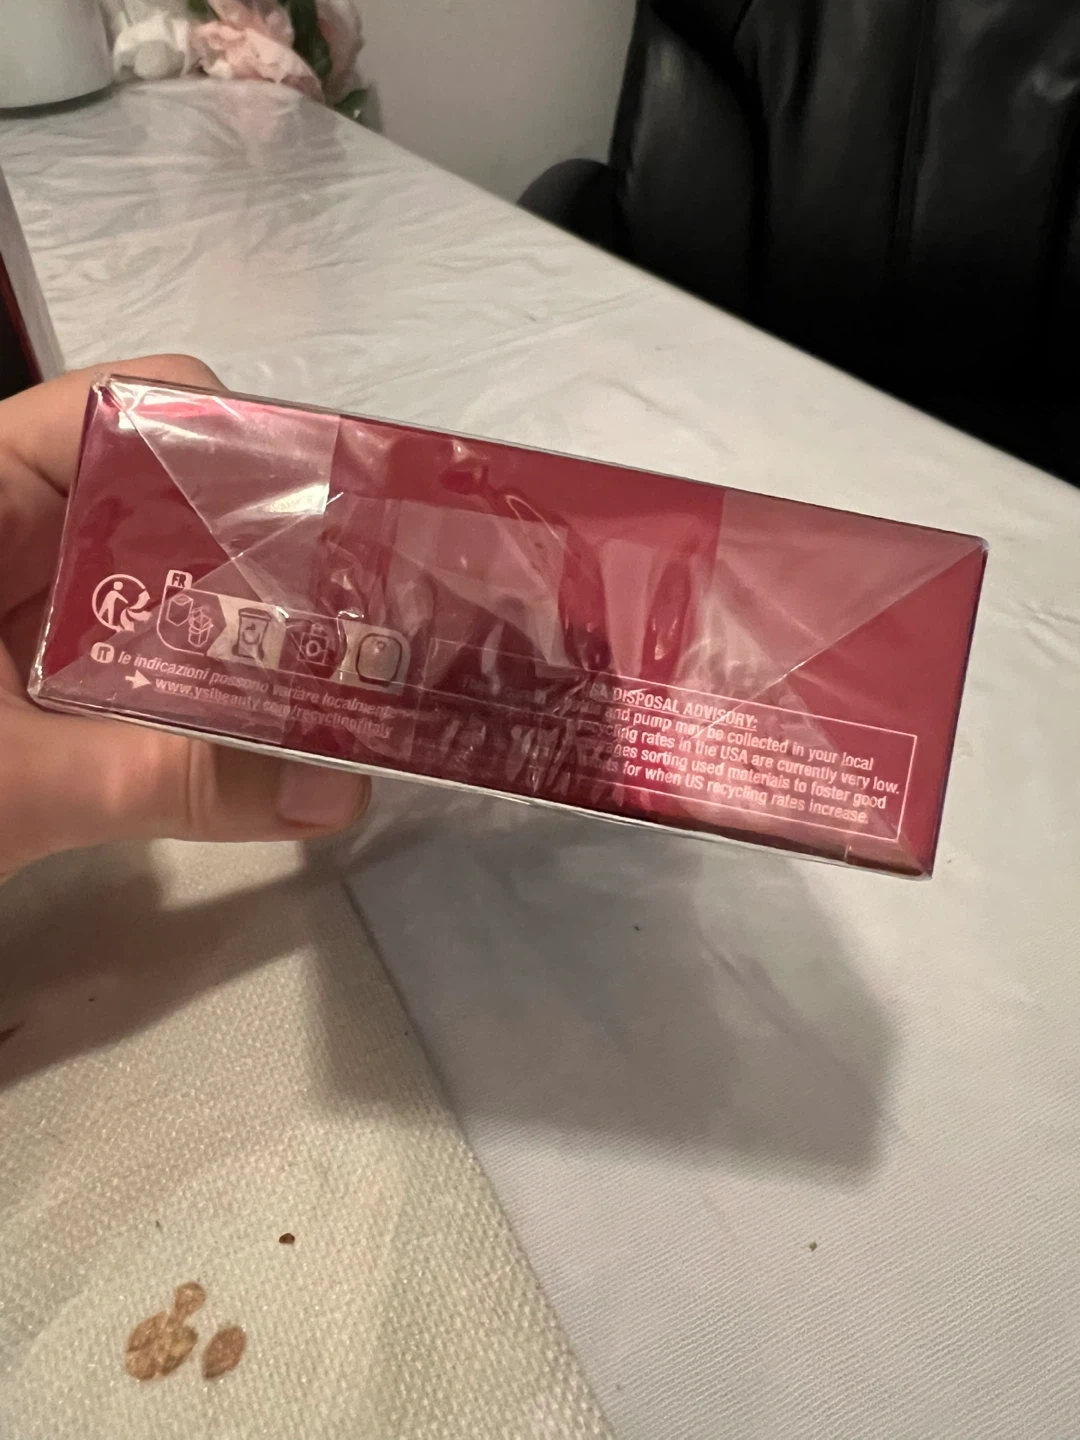 FR
IT le indicazioni possono variare localmente
www.yslbeauty.com/recycling/italy
DISPOSAL ADVISORY:
and pump may be collected in your local
rates in the USA are currently very low.
sorting used materials to foster good
for when US recycling rates increase.